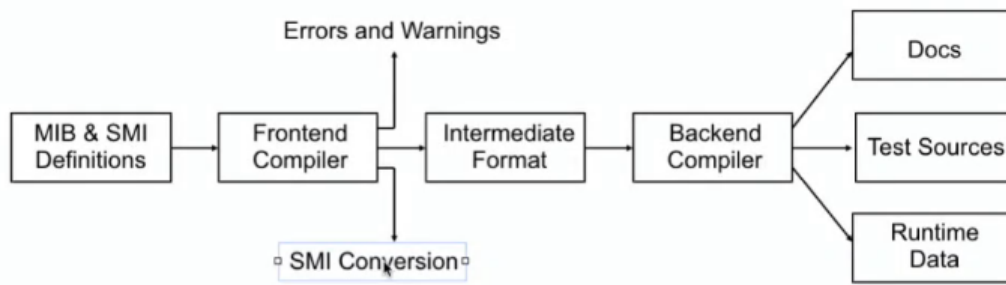 Errors and Warnings
Docs
MIB & SMI
Definitions
Frontend
Compiler
Intermediate
Format
Backend
Compiler
Test Sources
SMI Conversion
Runtime
Data